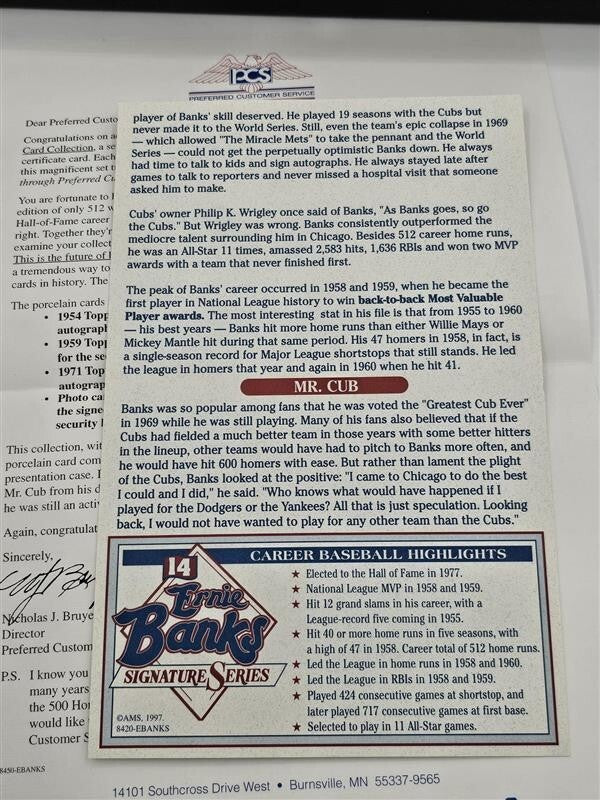 PCS
PREFERRED CUSTOMER SERVICE
Dear Preferred Custo
Congratulations on a
Card Collection, a se
certificate card. Each
this magnificent set
through Preferred Cu
You are fortunate to
edition of only 512 w
Hall-of-Fame career
right. Together they'r
examine your collect
This is the future of
a tremendous way to
cards in history. The
The porcelain cards
• 1954 Topp
autograph
• 1959 Topp
for the se
• 1971 Top
autograp
• Photo ca
the signe
security
This collection, wit
porcelain card com
presentation case. I
Mr. Cub from his d
he was still an acti
Again, congratulat
Sincerely,
Nicholas J. Bruye
Director
Preferred Custom
P.S. I know you
many years
the 500 Hom
would like
Customer S
8450-EBANKS
14101 Southcross Drive West • Burnsville, MN 55337-9565
player of Banks' skill deserved. He played 19 seasons with the Cubs but
never made it to the World Series. Still, even the team's epic collapse in 1969
— which allowed "The Miracle Mets" to take the pennant and the World
Series — could not get the perpetually optimistic Banks down. He always
had time to talk to kids and sign autographs. He always stayed late after
games to talk to reporters and never missed a hospital visit that someone
asked him to make.
Cubs' owner Philip K. Wrigley once said of Banks, "As Banks goes, so go
the Cubs." But Wrigley was wrong. Banks consistently outperformed the
mediocre talent surrounding him in Chicago. Besides 512 career home runs,
he was an All-Star 11 times, amassed 2,583 hits, 1,636 RBIs and won two MVP
awards with a team that never finished first.
The peak of Banks' career occurred in 1958 and 1959, when he became the
first player in National League history to win back-to-back Most Valuable
Player awards. The most interesting stat in his file is that from 1955 to 1960
— his best years — Banks hit more home runs than either Willie Mays or
Mickey Mantle hit during that same period. His 47 homers in 1958, in fact, is
a single-season record for Major League shortstops that still stands. He led
the league in homers that year and again in 1960 when he hit 41.
MR. CUB
Banks was so popular among fans that he was voted the "Greatest Cub Ever"
in 1969 while he was still playing. Many of his fans also believed that if the
Cubs had fielded a much better team in those years with some better hitters
in the lineup, other teams would have had to pitch to Banks more often, and
he would have hit 600 homers with ease. But rather than lament the plight
of the Cubs, Banks looked at the positive: "I came to Chicago to do the best
I could and I did," he said. "Who knows what would have happened if I
played for the Dodgers or the Yankees? All that is just speculation. Looking
back, I would not have wanted to play for any other team than the Cubs."
14
Ernie
Banks
SIGNATURE SERIES
©AMS, 1997.
8420-EBANKS
CAREER BASEBALL HIGHLIGHTS
★ Elected to the Hall of Fame in 1977.
★ National League MVP in 1958 and 1959.
★ Hit 12 grand slams in his career, with a
League-record five coming in 1955.
★ Hit 40 or more home runs in five seasons, with
a high of 47 in 1958. Career total of 512 home runs.
★ Led the League in home runs in 1958 and 1960.
★ Led the League in RBIs in 1958 and 1959.
★ Played 424 consecutive games at shortstop, and
later played 717 consecutive games at first base.
★ Selected to play in 11 All-Star games.